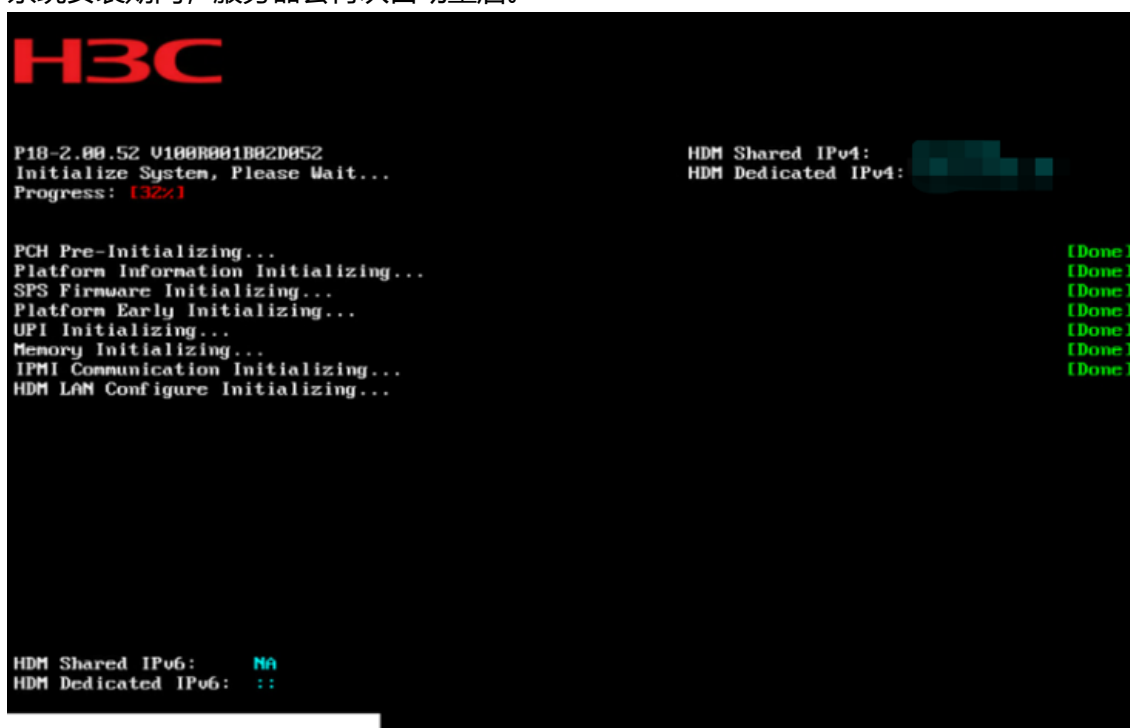 H3C
P18-2.00.52 V100R001B02D052
Initialize System, Please Wait...
Progress: [32%]
HDM Shared IPv4:
HDM Dedicated IPv4:
PCH Pre-Initializing... [Done]
Platform Information Initializing... [Done]
SPS Firmware Initializing... [Done]
Platform Early Initializing... [Done]
UPI Initializing... [Done]
Memory Initializing... [Done]
IPMI Communication Initializing... [Done]
HDM LAN Configure Initializing...
HDM Shared IPv6: NA
HDM Dedicated IPv6: ::